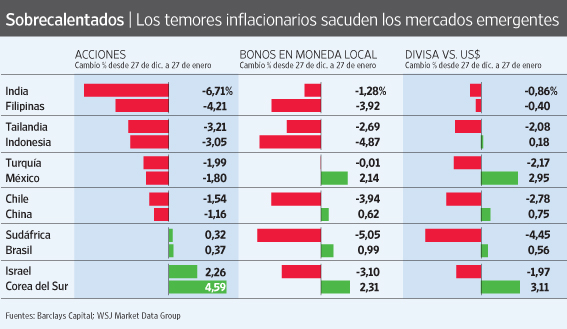 Sobrecalentados | Los temores inflacionarios sacuden los mercados emergentes
ACCIONES BONOS EN MONEDA LOCAL DIVISA VS. US$
Cambio % desde 27 de dic. a 27 de enero Cambio % desde 27 de dic. a 27 de enero Cambio % desde 27 de dic. a 27 de enero
India -6,71% -1,28% -0,86%
Filipinas -4,21 -3,92 -0,40
Tailandia -3,21 -2,69 -2,08
Indonesia -3,05 -4,87 0,18
Turquía -1,99 -0,01 -2,17
México -1,80 2,14 2,95
Chile -1,54 -3,94 -2,78
China -1,16 0,62 0,75
Sudáfrica 0,32 -5,05 -4,45
Brasil 0,37 0,99 0,56
Israel 2,26 -3,10 -1,97
Corea del Sur 4,59 2,31 3,11
Fuentes: Barclays Capital; WSJ Market Data Group